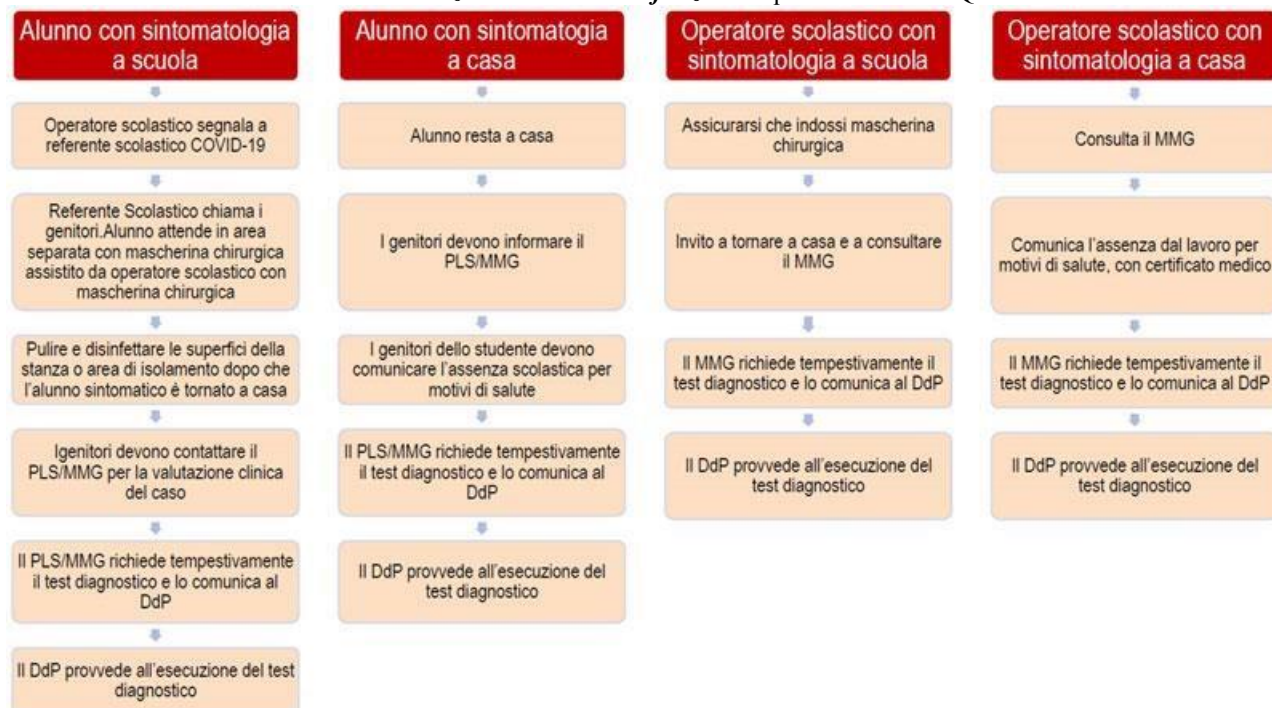 Alunno con sintomatologia
a scuola
Operatore scolastico segnala a
referente scolastico COVID-19
Referente Scolastico chiama i
genitori.Alunno attende in area
separata con mascherina chirurgica
assistito da operatore scolastico con
mascherina chirurgica
Pulire e disinfettare le superfici della
stanza o area di isolamento dopo che
l'alunno sintomatico è tornato a casa
Igenitori devono contattare il
PLS/MMG per la valutazione clinica
del caso
Il PLS/MMG richiede tempestivamente
il test diagnostico e lo comunica al
DdP
Il DdP provvede all'esecuzione del test
diagnostico
Alunno con sintomatogia
a casa
Alunno resta a casa
I genitori devono informare il
PLS/MMG
I genitori dello studente devono
comunicare l'assenza scolastica per
motivi di salute
Il PLS/MMG richiede tempestivamente
il test diagnostico e lo comunica al
DdP
Il DdP provvede all'esecuzione del
test diagnostico
Operatore scolastico con
sintomatologia a scuola
Assicurarsi che indossi mascherina
chirurgica
Invito a tornare a casa e a consultare
il MMG
Il MMG richiede tempestivamente il
test diagnostico e lo comunica al DdP
Il DdP provvede all'esecuzione del
test diagnostico
Operatore scolastico con
sintomatologia a casa
Consulta il MMG
Comunica l'assenza dal lavoro per
motivi di salute, con certificato medico
Il MMG richiede tempestivamente il
test diagnostico e lo comunica al DdP
Il DdP provvede all'esecuzione del
test diagnostico